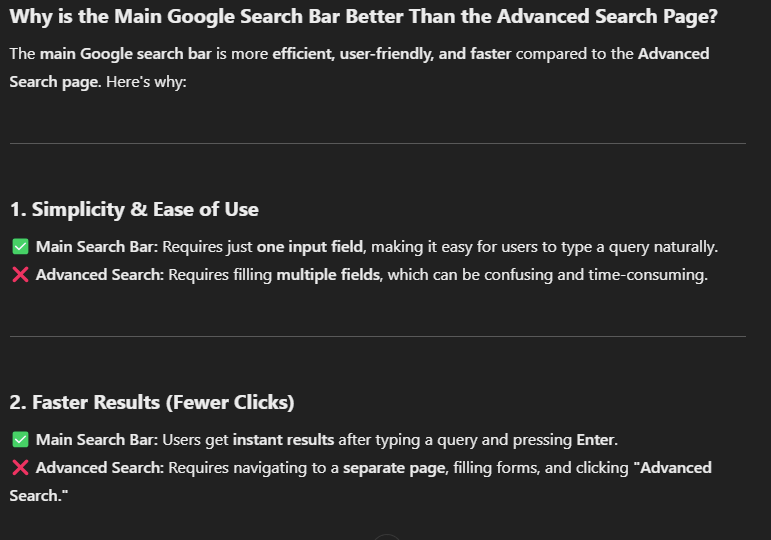 Why is the Main Google Search Bar Better Than the Advanced Search Page?
The main Google search bar is more efficient, user-friendly, and faster compared to the Advanced
Search page. Here's why:
1. Simplicity & Ease of Use
✅ Main Search Bar: Requires just one input field, making it easy for users to type a query naturally.
❌ Advanced Search: Requires filling multiple fields, which can be confusing and time-consuming.
2. Faster Results (Fewer Clicks)
✅ Main Search Bar: Users get instant results after typing a query and pressing Enter.
❌ Advanced Search: Requires navigating to a separate page, filling forms, and clicking "Advanced
Search."